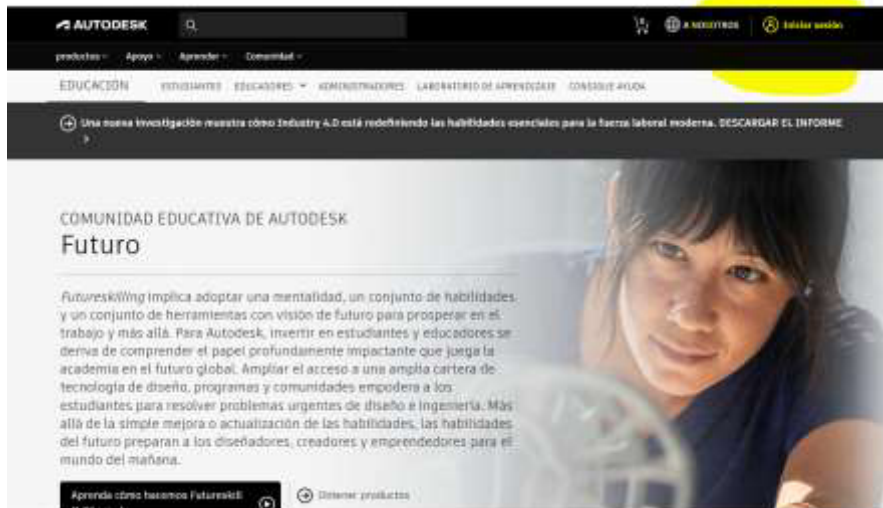 AUTODESK
A NOSOTROS
Iniciar sesión
productos
Apoyo
Aprender
Comunidad
EDUCACIÓN
ESTUDIANTES
EDUCADORES
ADMINISTRADORES
LABORATORIO DE APRENDIZAJE
CONSIGUE AYUDA
Una nueva investigación muestra cómo Industry 4.0 está redefiniendo las habilidades esenciales para la fuerza laboral moderna. DESCARGAR EL INFORME >
COMUNIDAD EDUCATIVA DE AUTODESK
Futuro
Futureskilling implica adoptar una mentalidad, un conjunto de habilidades
y un conjunto de herramientas con visión de futuro para prosperar en el
trabajo y más allá. Para Autodesk, invertir en estudiantes y educadores se
deriva de comprender el papel profundamente impactante que juega la
academia en el futuro global. Ampliar el acceso a una amplia cartera de
tecnología de diseño, programas y comunidades empodera a los
estudiantes para resolver problemas urgentes de diseño e ingeniería. Más
allá de la simple mejora o actualización de las habilidades, las habilidades
del futuro preparan a los diseñadores, creadores y emprendedores para el
mundo del mañana.
Aprenda cómo hacemos Futureskill
Obtener productos